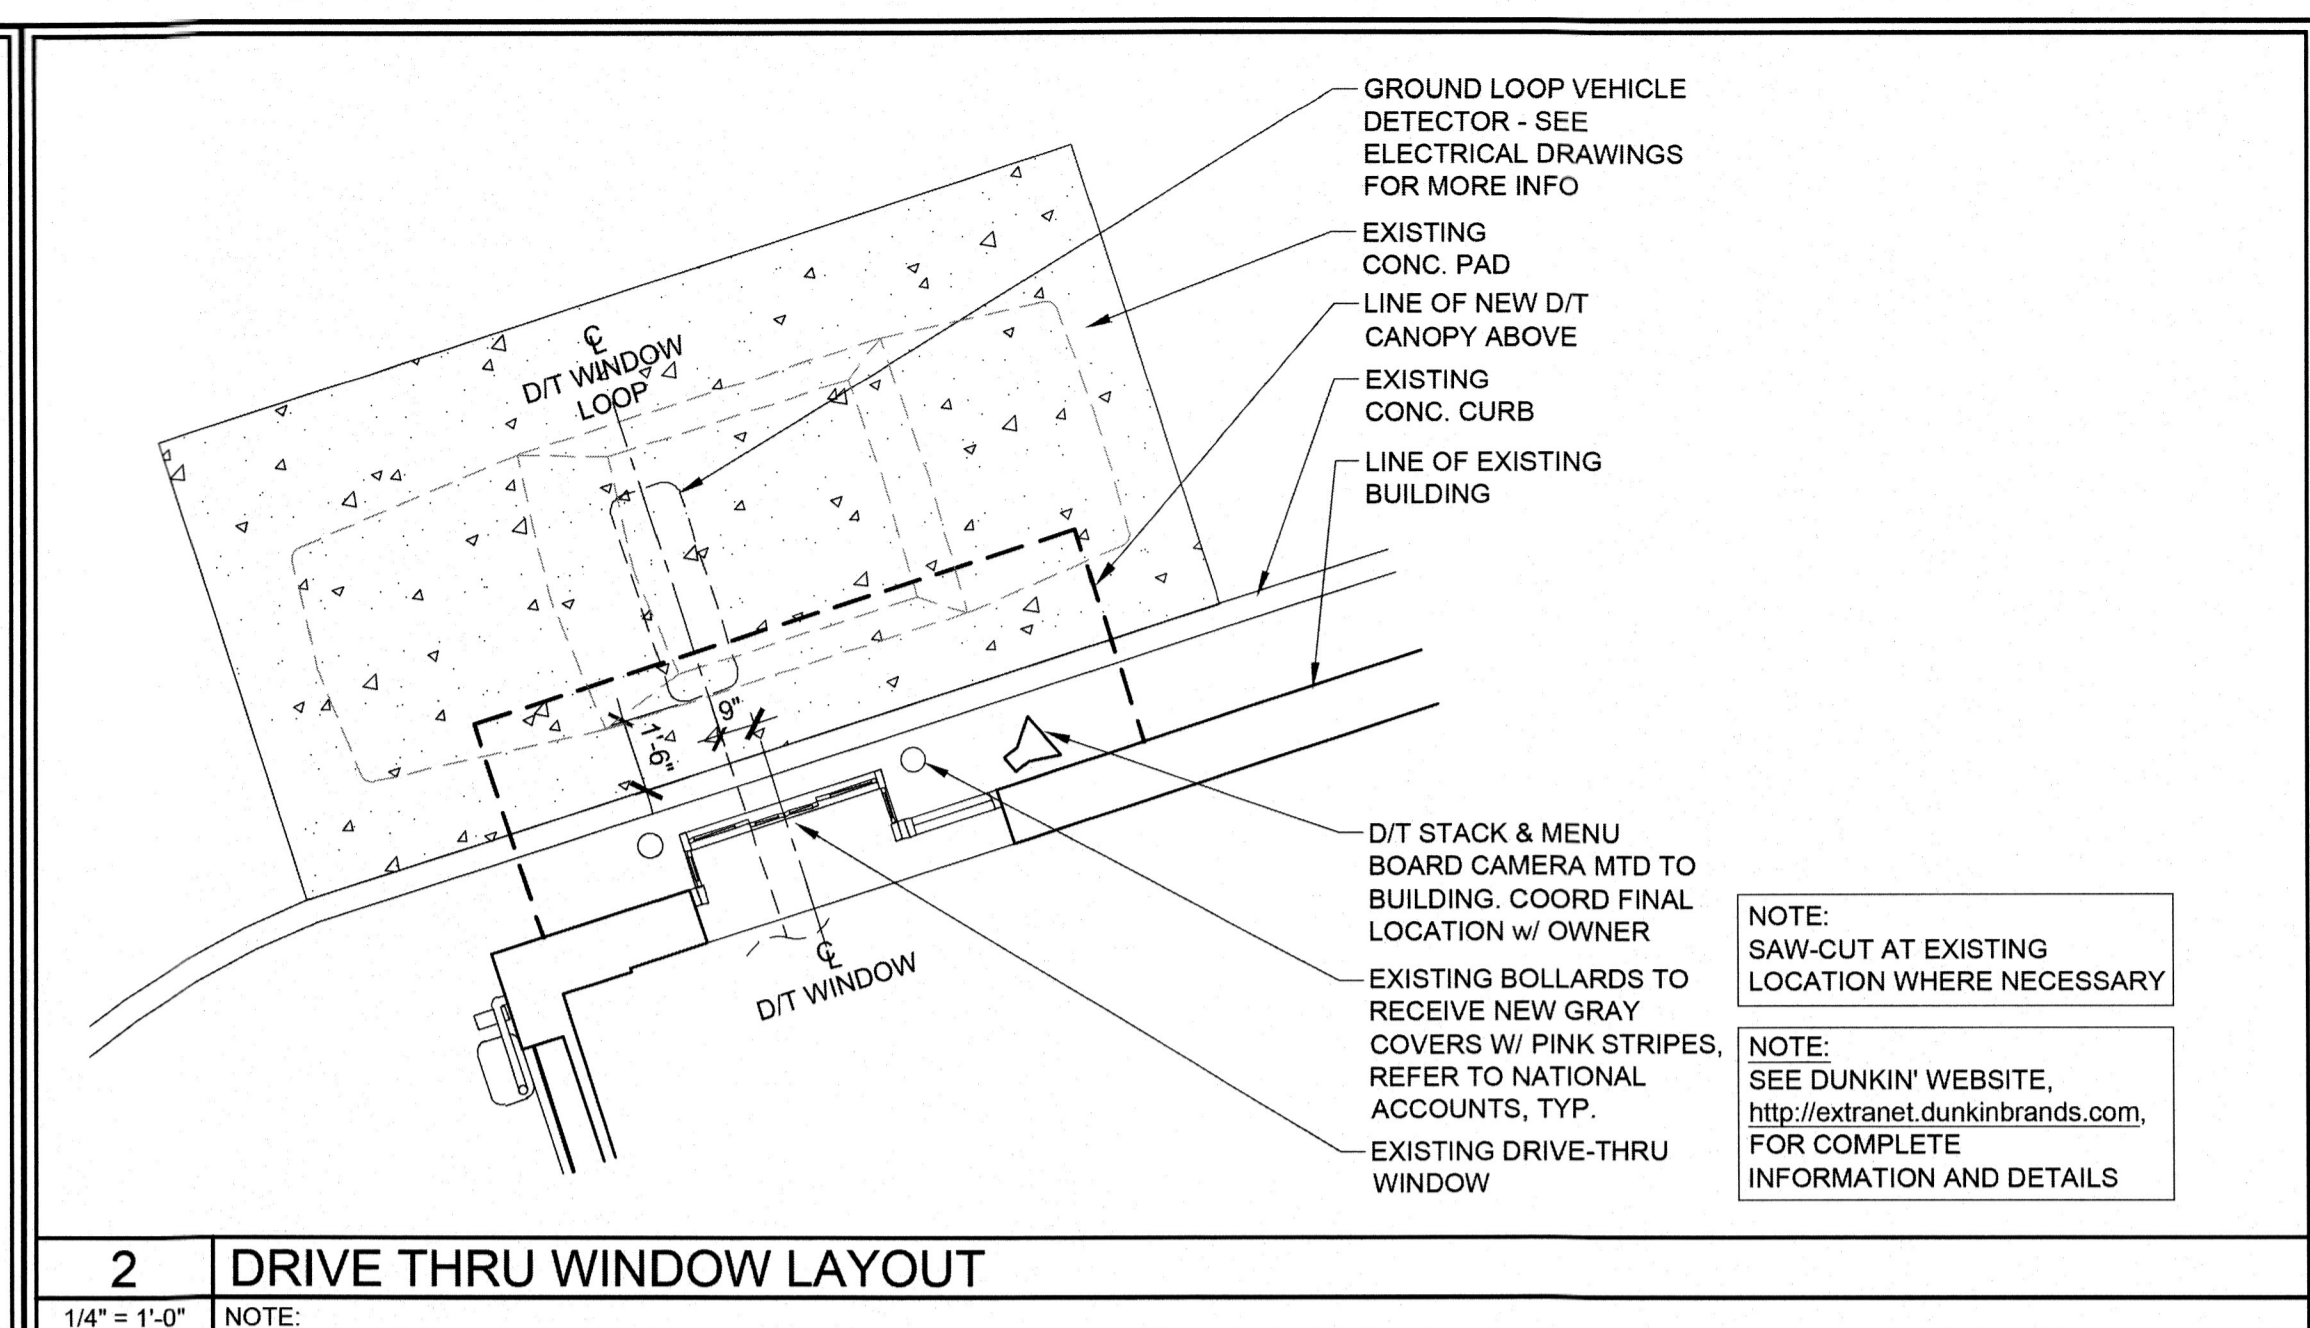 GROUND LOOP VEHICLE
DETECTOR - SEE
ELECTRICAL DRAWINGS
FOR MORE INFO
EXISTING
CONC. PAD
LINE OF NEW D/T
CANOPY ABOVE
EXISTING
CONC. CURB
LINE OF EXISTING
BUILDING
℄
D/T WINDOW
LOOP
9"
1'-6"
℄
D/T WINDOW
D/T STACK & MENU
BOARD CAMERA MTD TO
BUILDING. COORD FINAL
LOCATION w/ OWNER
EXISTING BOLLARDS TO
RECEIVE NEW GRAY
COVERS W/ PINK STRIPES,
REFER TO NATIONAL
ACCOUNTS, TYP.
EXISTING DRIVE-THRU
WINDOW
NOTE:
SAW-CUT AT EXISTING
LOCATION WHERE NECESSARY
NOTE:
SEE DUNKIN' WEBSITE,
http://extranet.dunkinbrands.com,
FOR COMPLETE
INFORMATION AND DETAILS
2
DRIVE THRU WINDOW LAYOUT
1/4" = 1'-0"
NOTE: